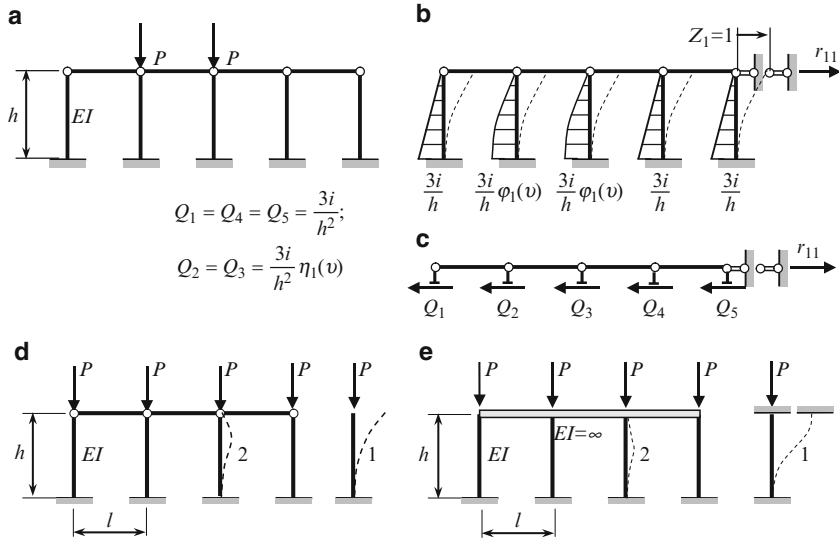 a
P P
h
EI
Q₁ = Q₄ = Q₅ = 3i/h²;
Q₂ = Q₃ = 3i/h² η₁(υ)
b
Z₁=1
r₁₁
3i/h 3i/h φ₁(υ) 3i/h φ₁(υ) 3i/h 3i/h
c
r₁₁
Q₁ Q₂ Q₃ Q₄ Q₅
d
P P P P P
h
EI
2
1
l
e
P P P P P
h
EI
EI=∞
2
1
l